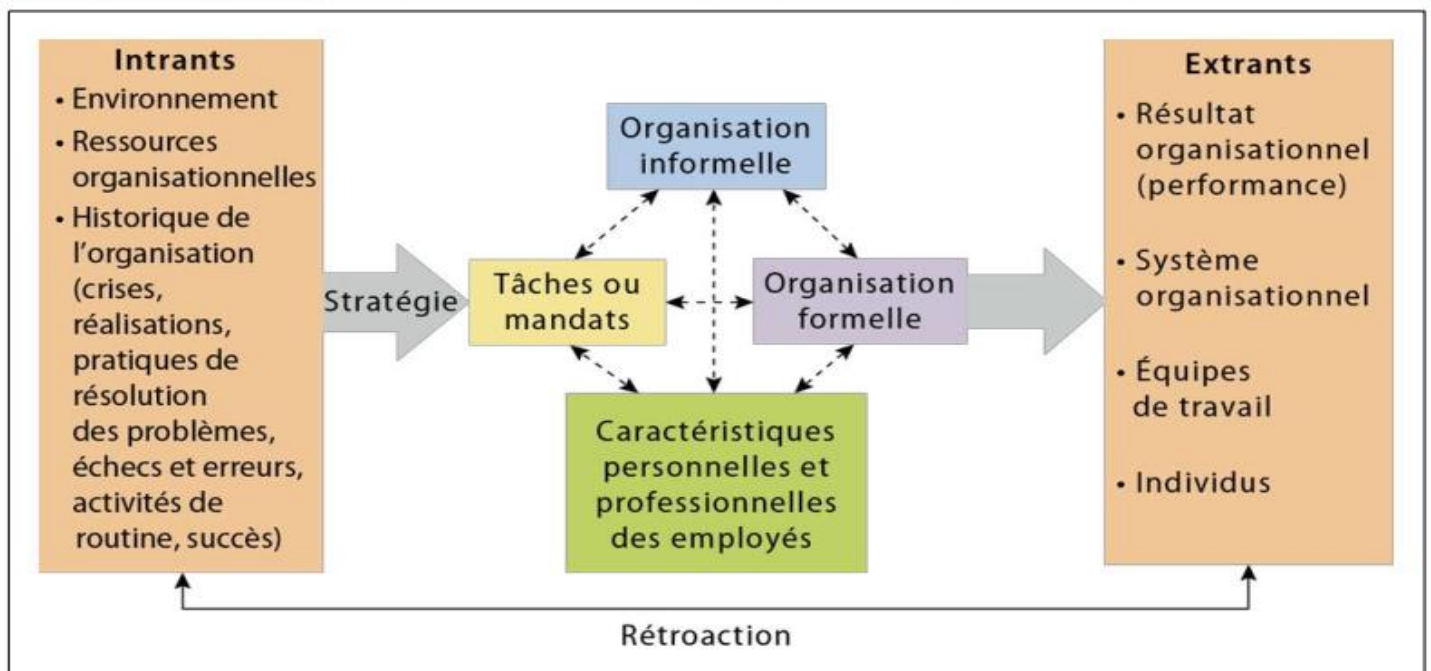 Intrants
• Environnement
• Ressources
organisationnelles
• Historique de
l'organisation
(crises,
réalisations,
pratiques de
résolution
des problèmes,
échecs et erreurs,
activités de
routine, succès)
Stratégie
Organisation
informelle
Tâches ou
mandats
Organisation
formelle
Caractéristiques
personnelles et
professionnelles
des employés
Extrants
• Résultat
organisationnel
(performance)
• Système
organisationnel
• Équipes
de travail
• Individus
Rétroaction